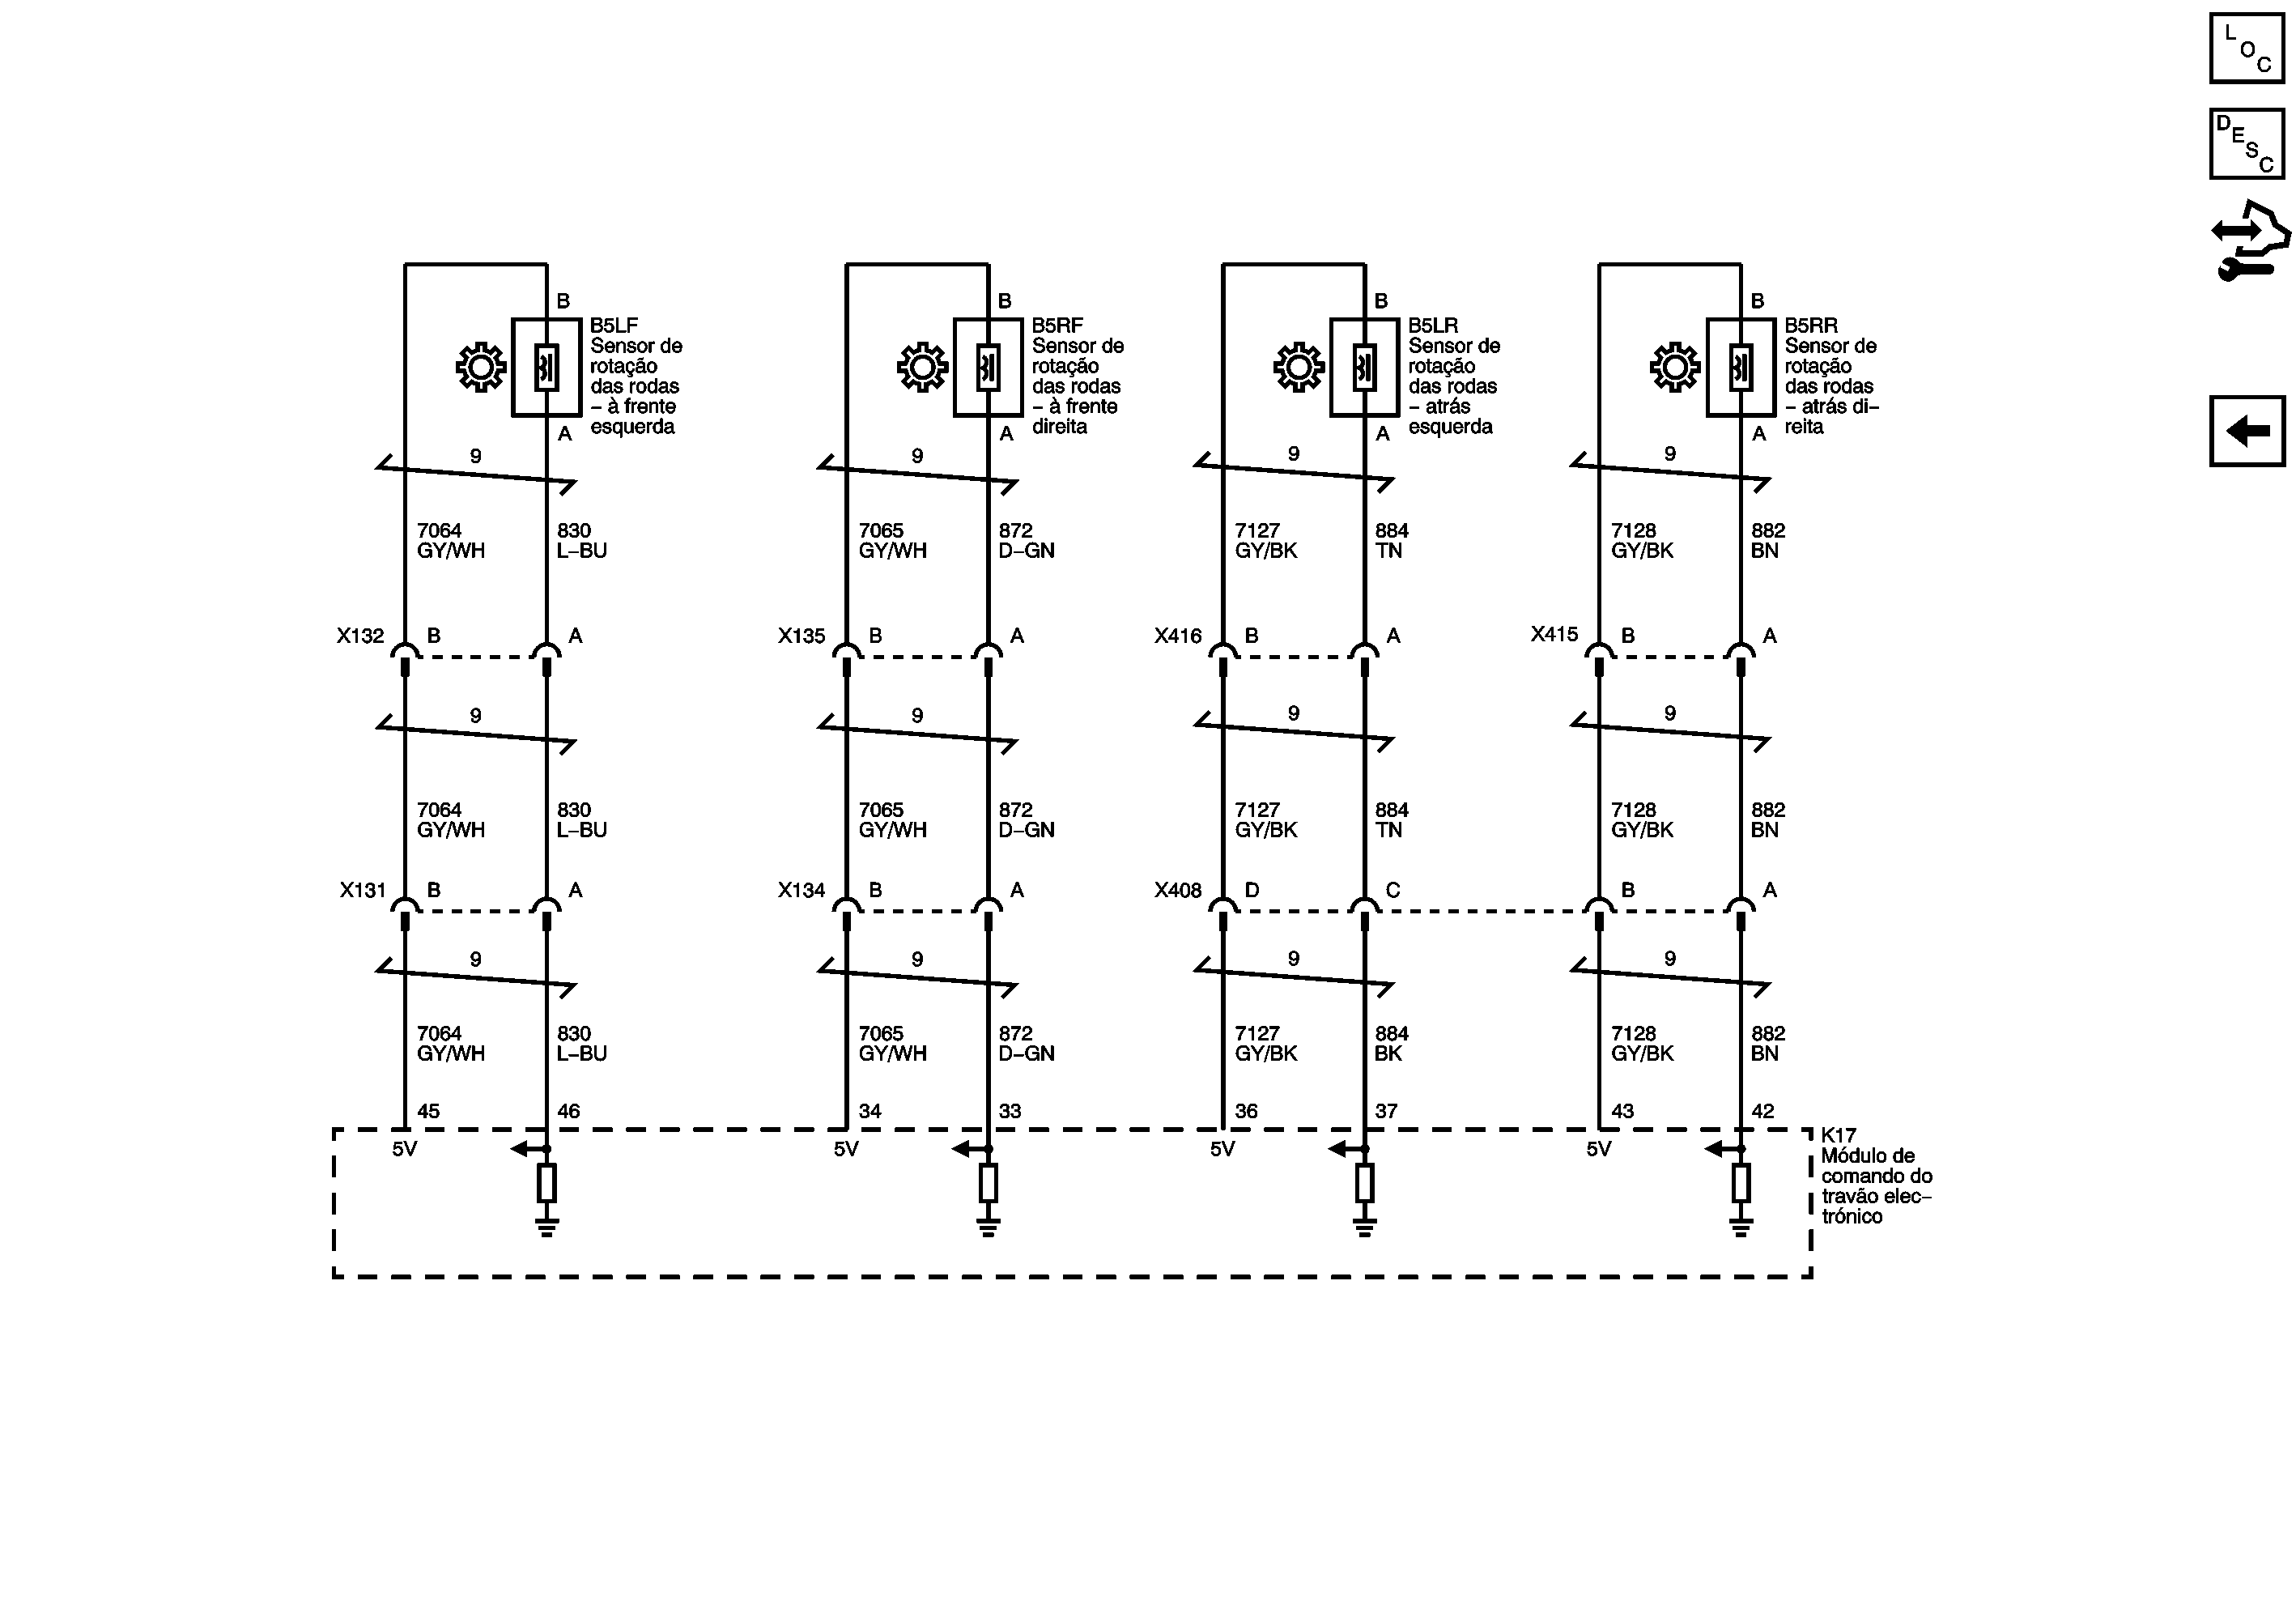 L
O
C
D
E
S
C
B B B B
B5LF
Sensor de
rotação
das rodas
– à frente
esquerda
B5RF
Sensor de
rotação
das rodas
– à frente
direita
B5LR
Sensor de
rotação
das rodas
– atrás
esquerda
B5RR
Sensor de
rotação
das rodas
– atrás di–
reita
A A A A
9 9 9 9
7064 830 7065 872 7127 884 7128 882
GY/WH L–BU GY/WH D–GN GY/BK TN GY/BK BN
X132 B A X135 B A X416 B A X415 B A
9 9 9 9
7064 830 7065 872 7127 884 7128 882
GY/WH L–BU GY/WH D–GN GY/BK TN GY/BK BN
X131 B A X134 B A X408 D C B A
9 9 9 9
7064 830 7065 872 7127 884 7128 882
GY/WH L–BU GY/WH D–GN GY/BK BK GY/BK BN
45 46 34 33 36 37 43 42
5V 5V 5V 5V
K17
Módulo de
comando do
travão elec–
trónico